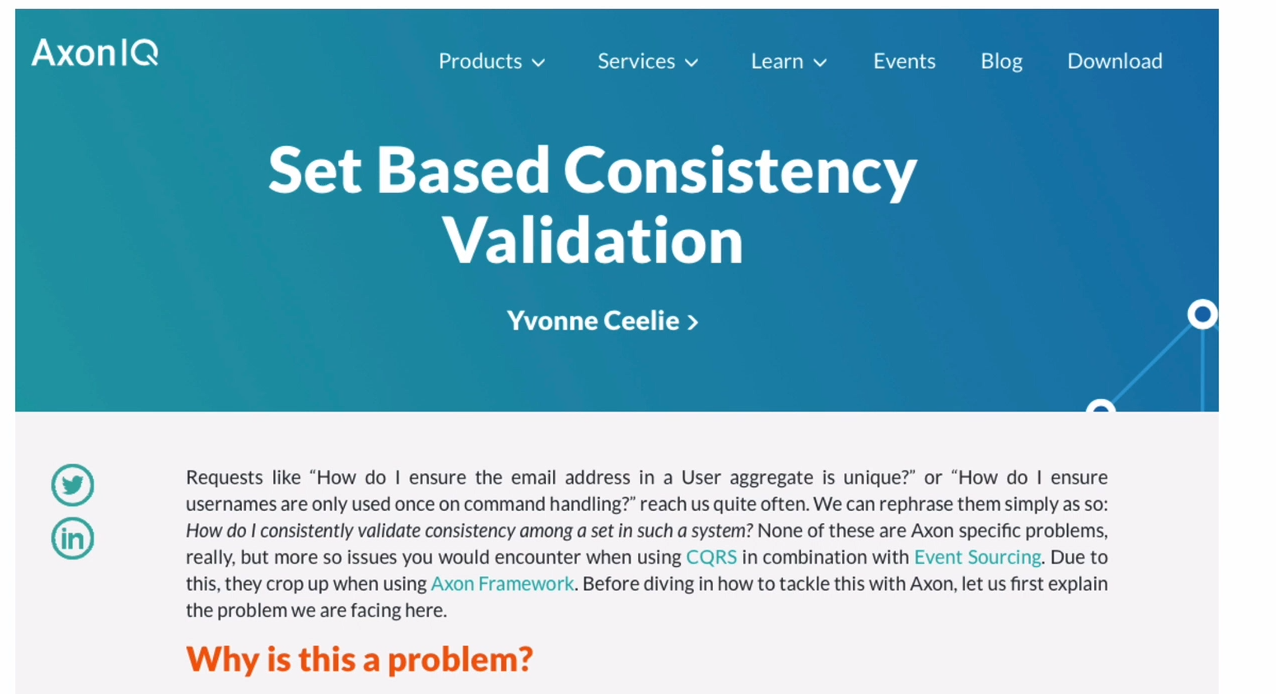 AxonIQ
Products Services Learn Events Blog Download
Set Based Consistency
Validation
Yvonne Ceelie >
Requests like “How do I ensure the email address in a User aggregate is unique?” or “How do I ensure
usernames are only used once on command handling?” reach us quite often. We can rephrase them simply as so:
How do I consistently validate consistency among a set in such a system? None of these are Axon specific problems,
really, but more so issues you would encounter when using CQRS in combination with Event Sourcing. Due to
this, they crop up when using Axon Framework. Before diving in how to tackle this with Axon, let us first explain
the problem we are facing here.
Why is this a problem?
in